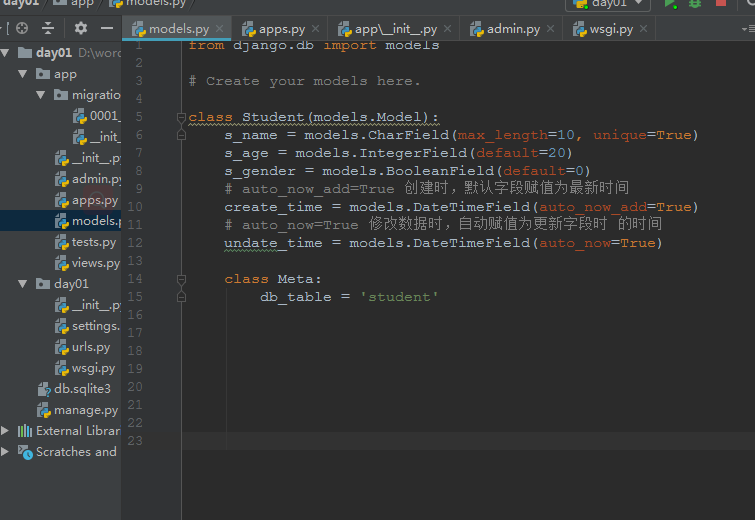 day01
app
models.py
day01
models.py
apps.py
app\__init__.py
admin.py
wsgi.py
day01 D:\word
app
migratio
0001_
__init__.
__init__.py
admin.py
apps.py
models.p
tests.py
views.py
day01
__init__.py
settings.
urls.py
wsgi.py
db.sqlite3
manage.py
External Librar
Scratches and
1 from django.db import models
2
3 # Create your models here.
4
5 class Student(models.Model):
6 s_name = models.CharField(max_length=10, unique=True)
7 s_age = models.IntegerField(default=20)
8 s_gender = models.BooleanField(default=0)
9 # auto_now_add=True 创建时，默认字段赋值为最新时间
10 create_time = models.DateTimeField(auto_now_add=True)
11 # auto_now=True 修改数据时，自动赋值为更新字段时 的时间
12 undate_time = models.DateTimeField(auto_now=True)
13
14 class Meta:
15 db_table = 'student'
16
17
18
19
20
21
22
23